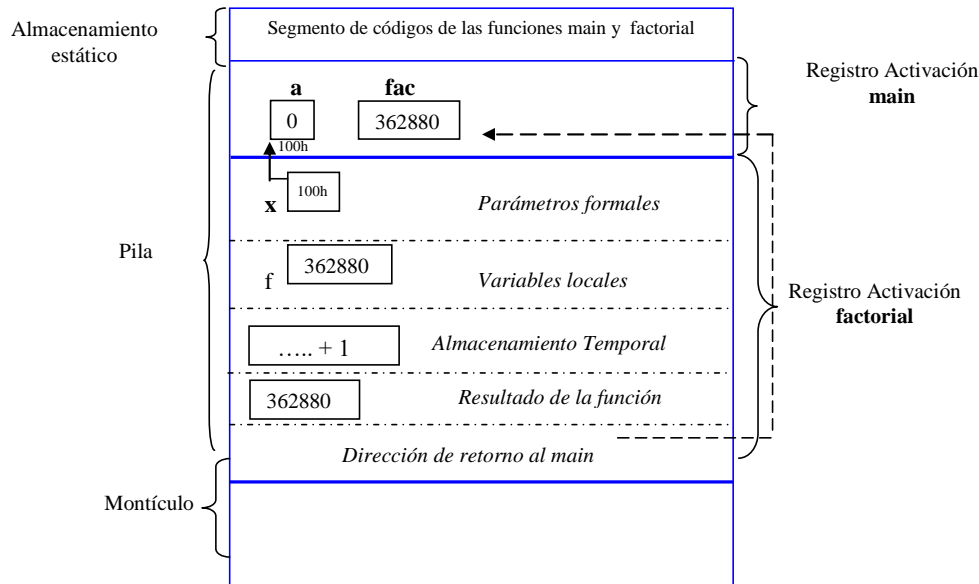 Almacenamiento
estático
Segmento de códigos de las funciones main y factorial
Registro Activación
main
a
fac
0
362880
100h
100h
x
Parámetros formales
Pila
362880
f
Variables locales
Registro Activación
factorial
….. + 1
Almacenamiento Temporal
362880
Resultado de la función
Dirección de retorno al main
Montículo